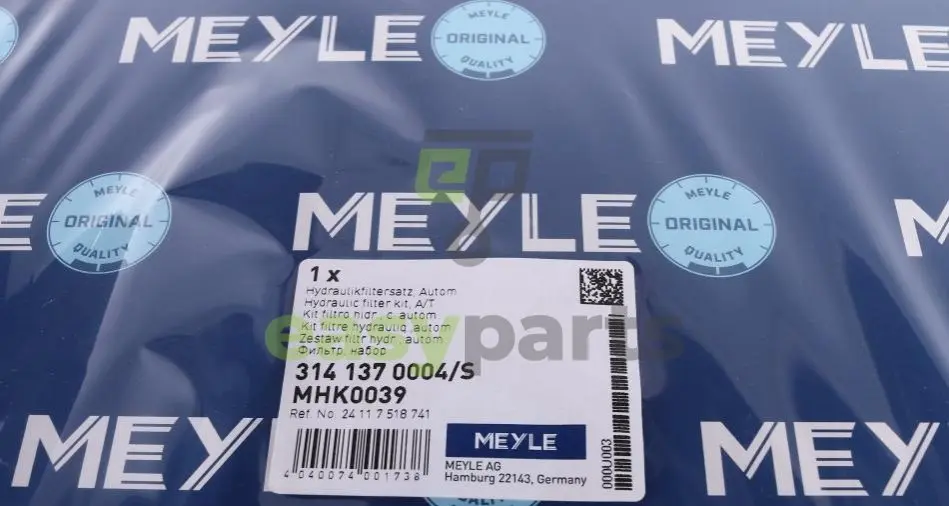 MEYLE
MEYLE
ORIGINAL
QUALITY
MEYLE
MEYLE
ORIGINAL
QUALITY
MEYLE
MEYLE
ORIGINAL
QUALITY
1 x
Hydraulikfiltersatz, Autom
Hydraulic filter kit, A/T
Kit filtro hidr., c. autom
Kit filtre hydrauliq. autom
Zestaw filtr hydr., autom
Фильтр, набор
easyparts
314 137 0004/S
MHK0039
Ref. No. 24 11 7 518 741
4 040074 001738
MEYLE
MEYLE AG
Hamburg 22143, Germany
000U003
MEYLE
MEYLE